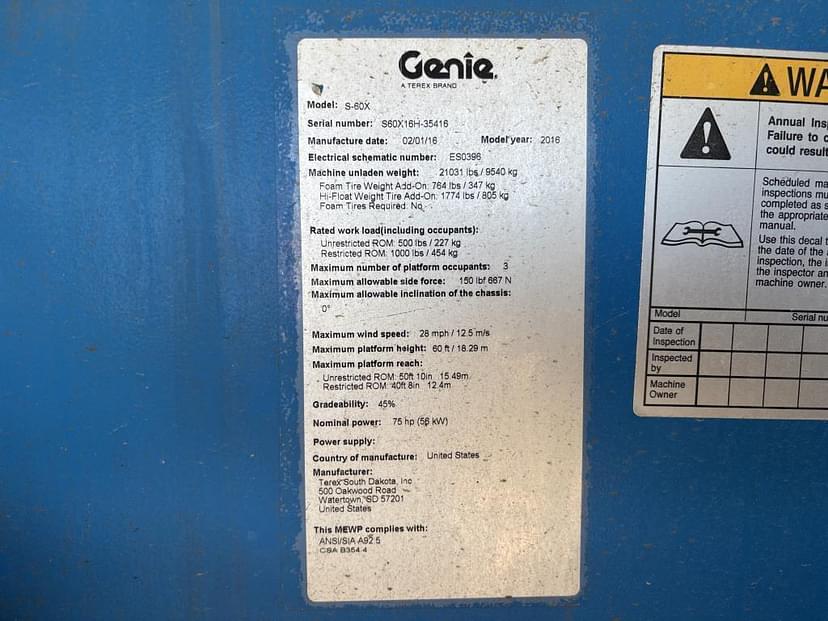 Genie
A TEREX BRAND
Model: S-60X
Serial number: S60X16H-35416
Manufacture date: 02/01/16 Model year: 2016
Electrical schematic number: ES0396
Machine unladen weight: 21031 lbs / 9540 kg
Foam Tire Weight Add-On: 764 lbs / 347 kg
Hi-Float Weight Tire Add-On: 1774 lbs / 805 kg
Foam Tires Required: No
Rated work load(including occupants):
Unrestricted ROM: 500 lbs / 227 kg
Restricted ROM: 1000 lbs / 454 kg
Maximum number of platform occupants: 3
Maximum allowable side force: 150 lbf 667 N
Maximum allowable inclination of the chassis:
0°
Maximum wind speed: 28 mph / 12.5 m/s
Maximum platform height: 60 ft / 18.29 m
Maximum platform reach:
Unrestricted ROM: 50ft 10in 15.49m
Restricted ROM: 40ft 8in 12.4m
Gradeability: 45%
Nominal power: 75 hp (56 kW)
Power supply:
Country of manufacture: United States
Manufacturer:
Terex South Dakota, Inc
500 Oakwood Road
Watertown, SD 57201
United States
This MEWP complies with:
ANSI/SIA A92.5
CSA B354.4
WA
Annual Ins
Failure to
could result
Scheduled ma
inspections mu
completed as s
the appropriate
manual.
Use this decal t
the date of the
inspection, the i
the inspector an
machine owner.
Model Serial nu
Date of
Inspection
Inspected
by
Machine
Owner